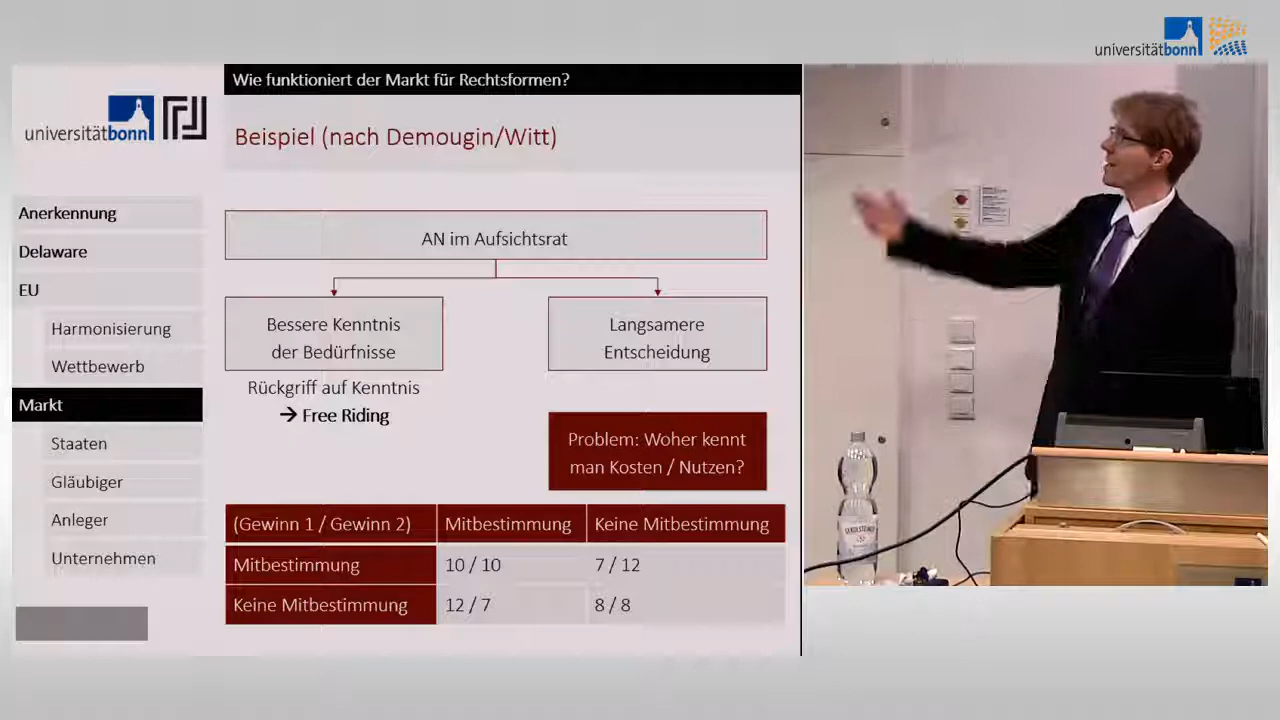 universitätbonn
Wie funktioniert der Markt für Rechtsformen?
universitätbonn
Beispiel (nach Demougin/Witt)
Anerkennung
Delaware
EU
Harmonisierung
Wettbewerb
Markt
Staaten
Gläubiger
Anleger
Unternehmen
AN im Aufsichtsrat
Bessere Kenntnis
der Bedürfnisse
Langsamere
Entscheidung
Rückgriff auf Kenntnis
→ Free Riding
Problem: Woher kennt
man Kosten / Nutzen?
(Gewinn 1 / Gewinn 2) Mitbestimmung Keine Mitbestimmung
Mitbestimmung 10 / 10 7 / 12
Keine Mitbestimmung 12 / 7 8 / 8